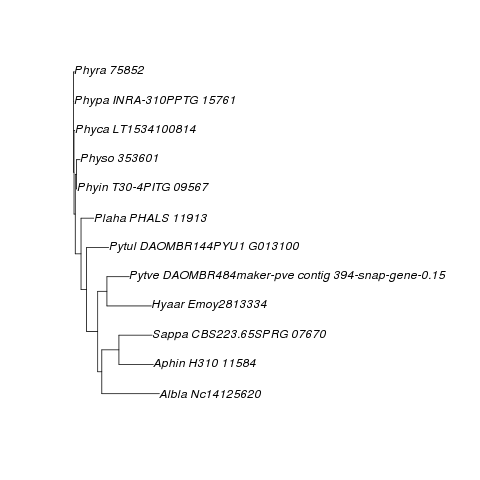 Phyra 75852
Phypa INRA-310PPTG 15761
Phyca LT1534100814
Physo 353601
Phyin T30-4PITG 09567
Plaha PHALS 11913
Pytul DAOMBR144PYU1 G013100
Pytve DAOMBR484maker-pve contig 394-snap-gene-0.15
Hyaar Emoy2813334
Sappa CBS223.65SPRG 07670
Aphin H310 11584
Albla Nc14125620